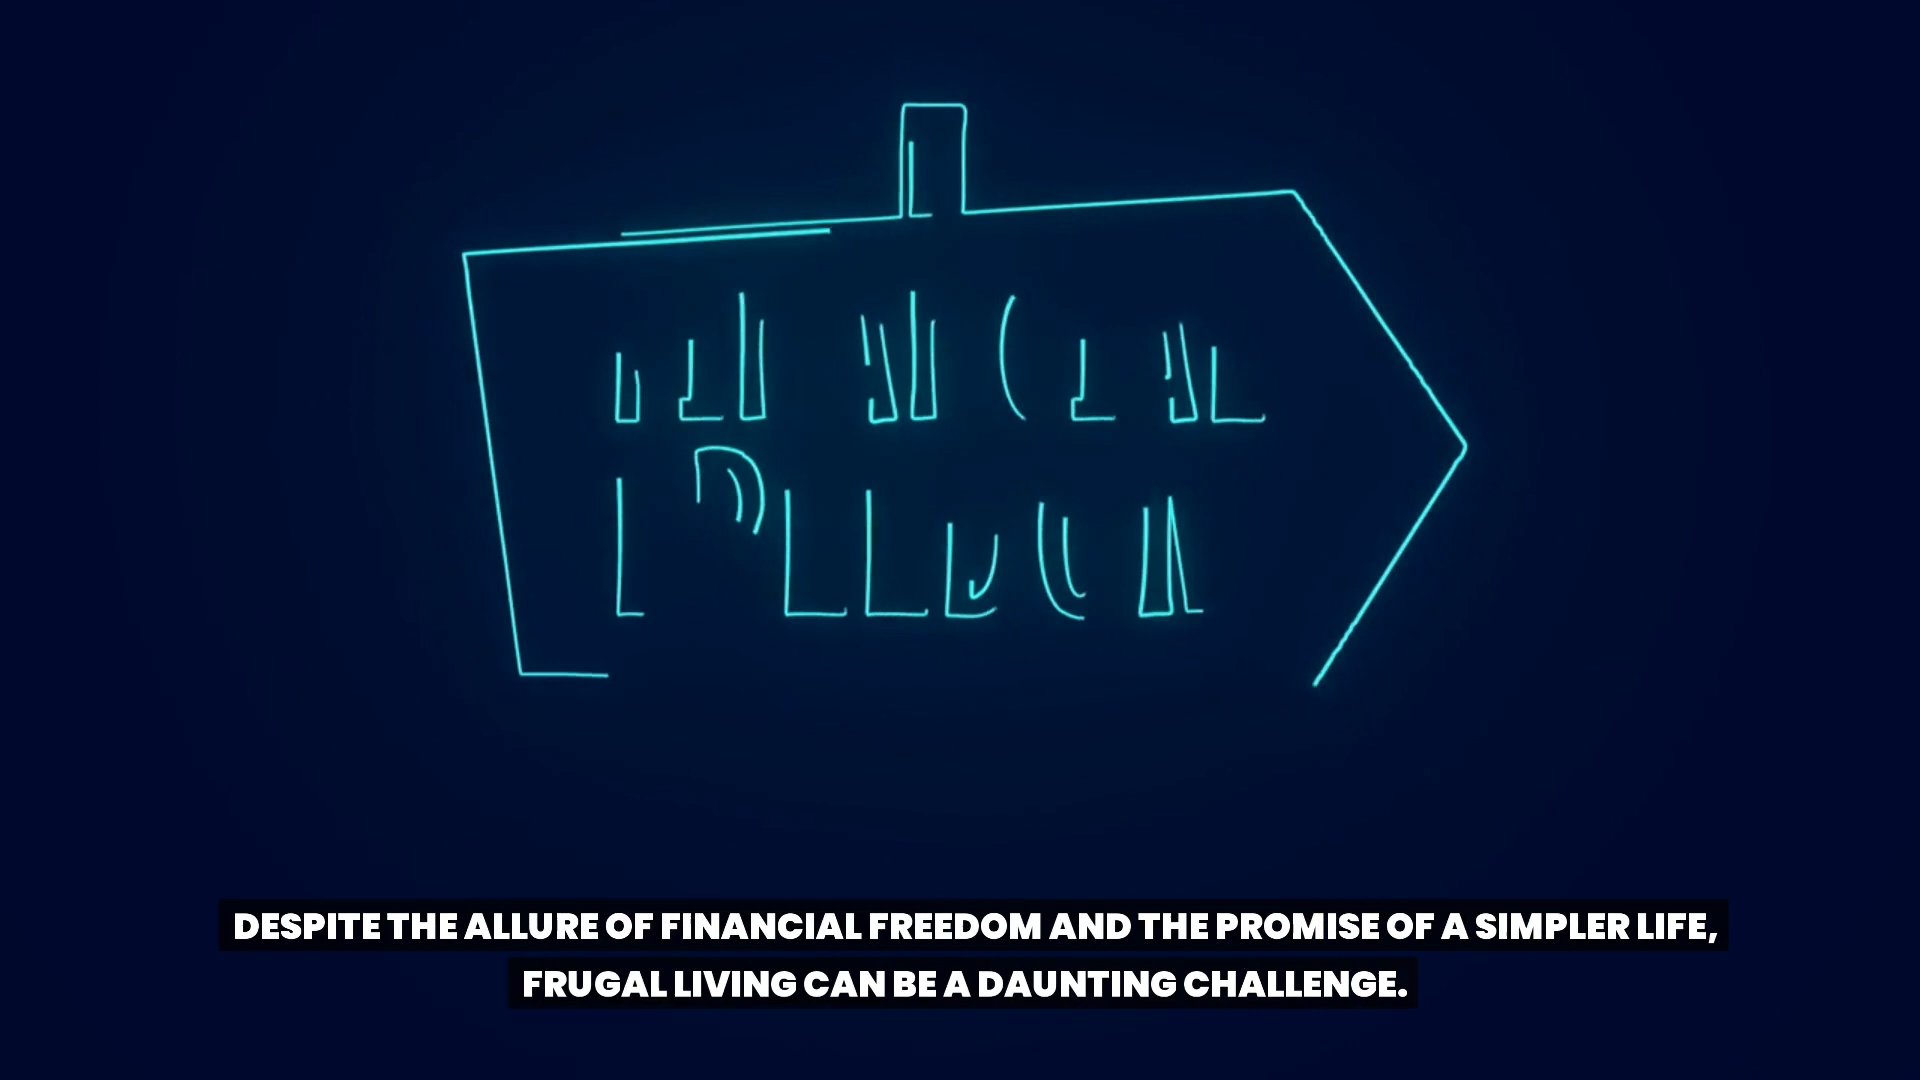 DESPITE THE ALLURE OF FINANCIAL FREEDOM AND THE PROMISE OF A SIMPLER LIFE,
FRUGAL LIVING CAN BE A DAUNTING CHALLENGE.